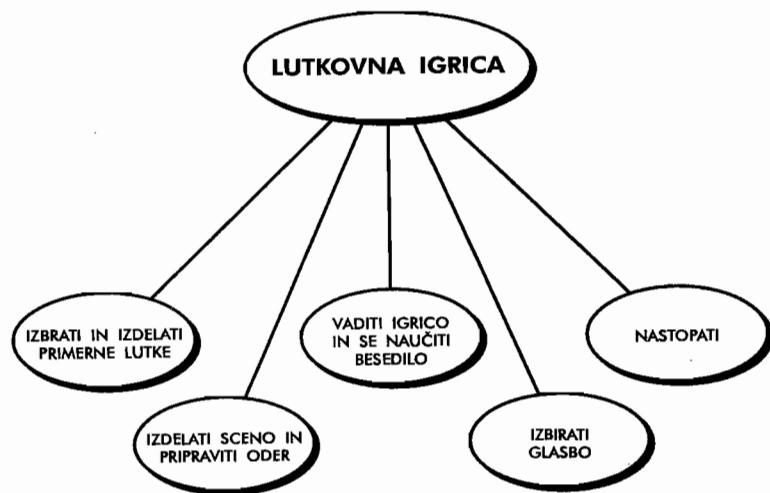 LUTKOVNA IGRICA
IZBRATI IN IZDELATI
PRIMERNE LUTKE
IZDELATI SCENO IN
PRIPRAVITI ODER
VADITI IGRICO
IN SE NAUČITI
BESEDILO
IZBIRATI
GLASBO
NASTOPATI